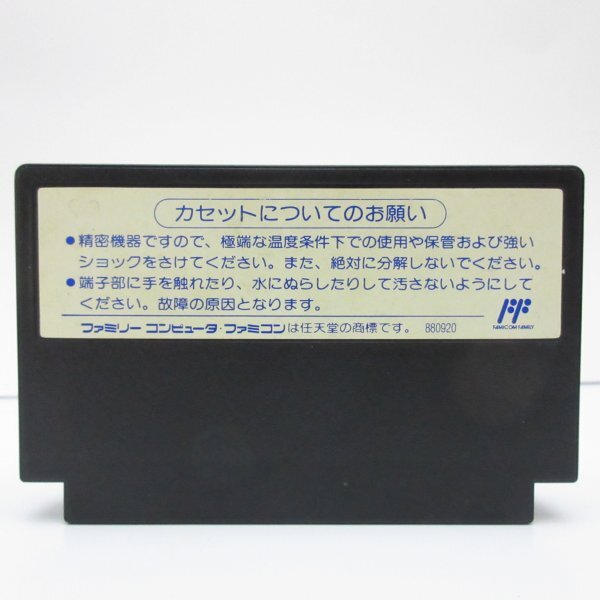 カセットについてのお願い
●精密機器ですので、極端な温度条件下での使用や保管および強い
ショックをさけてください。また、絶対に分解しないでください。
●端子部に手を触れたり、水にぬらしたりして汚さないようにして
ください。故障の原因となります。
ファミリー コンピュータ・ファミコンは任天堂の商標です。 880920
FF
FAMICOM FAMILY